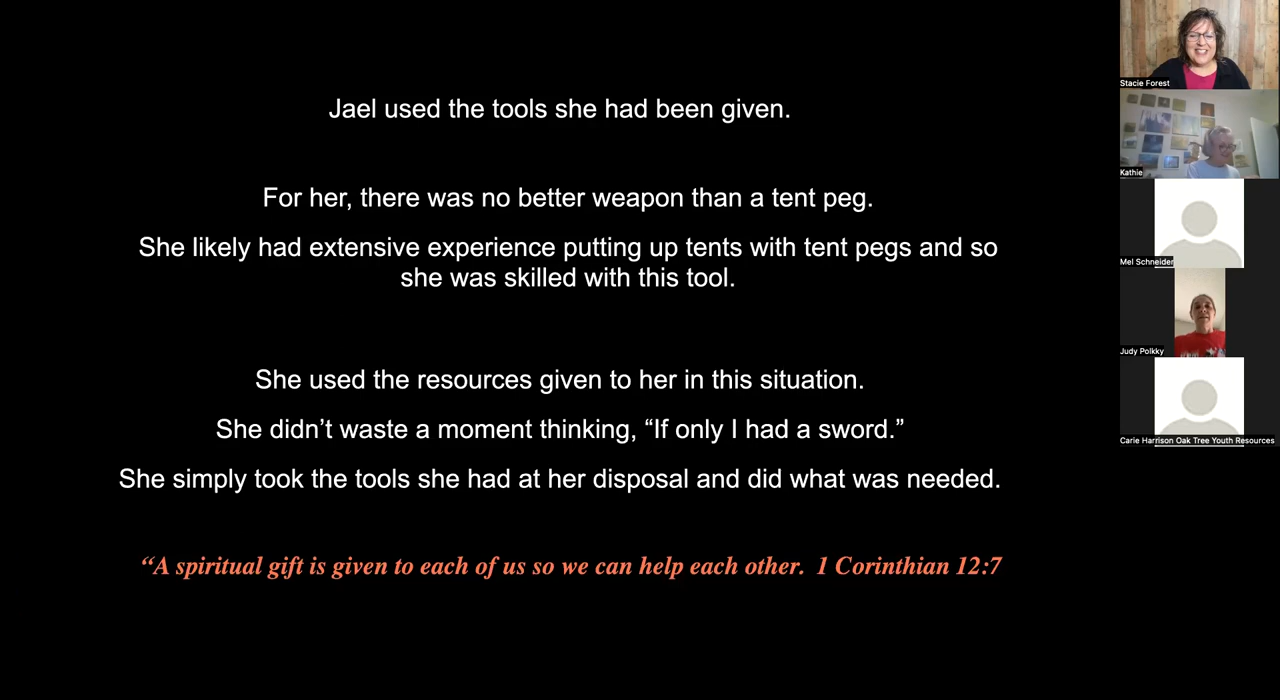 Jael used the tools she had been given.
For her, there was no better weapon than a tent peg.
She likely had extensive experience putting up tents with tent pegs and so
she was skilled with this tool.
She used the resources given to her in this situation.
She didn’t waste a moment thinking, “If only I had a sword.”
She simply took the tools she had at her disposal and did what was needed.
“A spiritual gift is given to each of us so we can help each other.  1 Corinthian 12:7
Stacie Forest
Kathie
Mel Schneider
Judy Polkky
Carie Harrison Oak Tree Youth Resources